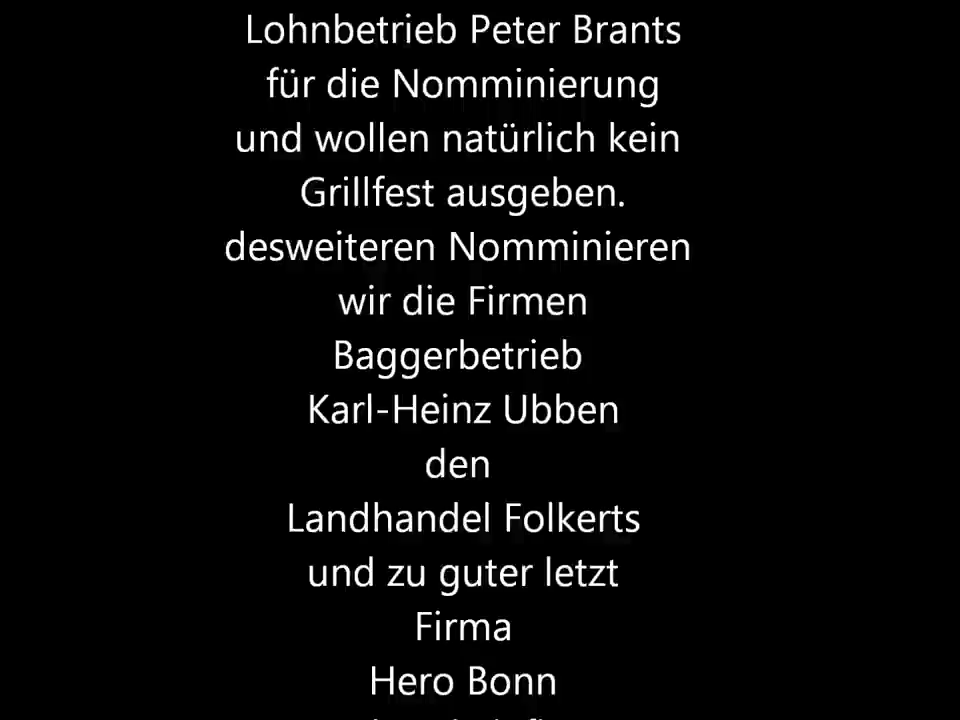 Lohnbetrieb Peter Brants
für die Nomminierung
und wollen natürlich kein
Grillfest ausgeben.
desweiteren Nomminieren
wir die Firmen
Baggerbetrieb
Karl-Heinz Ubben
den
Landhandel Folkerts
und zu guter letzt
Firma
Hero Bonn